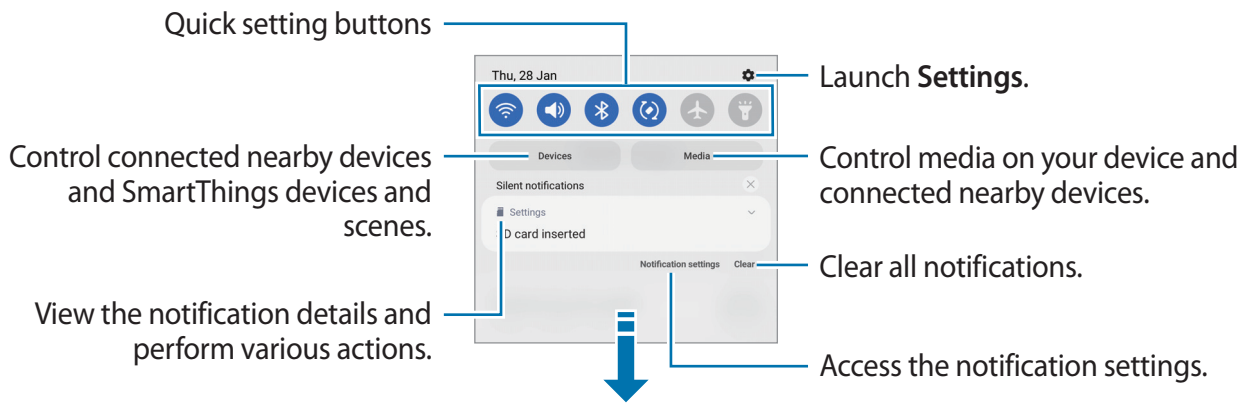 Quick setting buttons
Thu, 28 Jan
Launch Settings.
Control connected nearby devices
and SmartThings devices and
scenes.
Devices
Media
Control media on your device and
connected nearby devices.
Silent notifications
Settings
D card inserted
Notification settings Clear
Clear all notifications.
View the notification details and
perform various actions.
Access the notification settings.